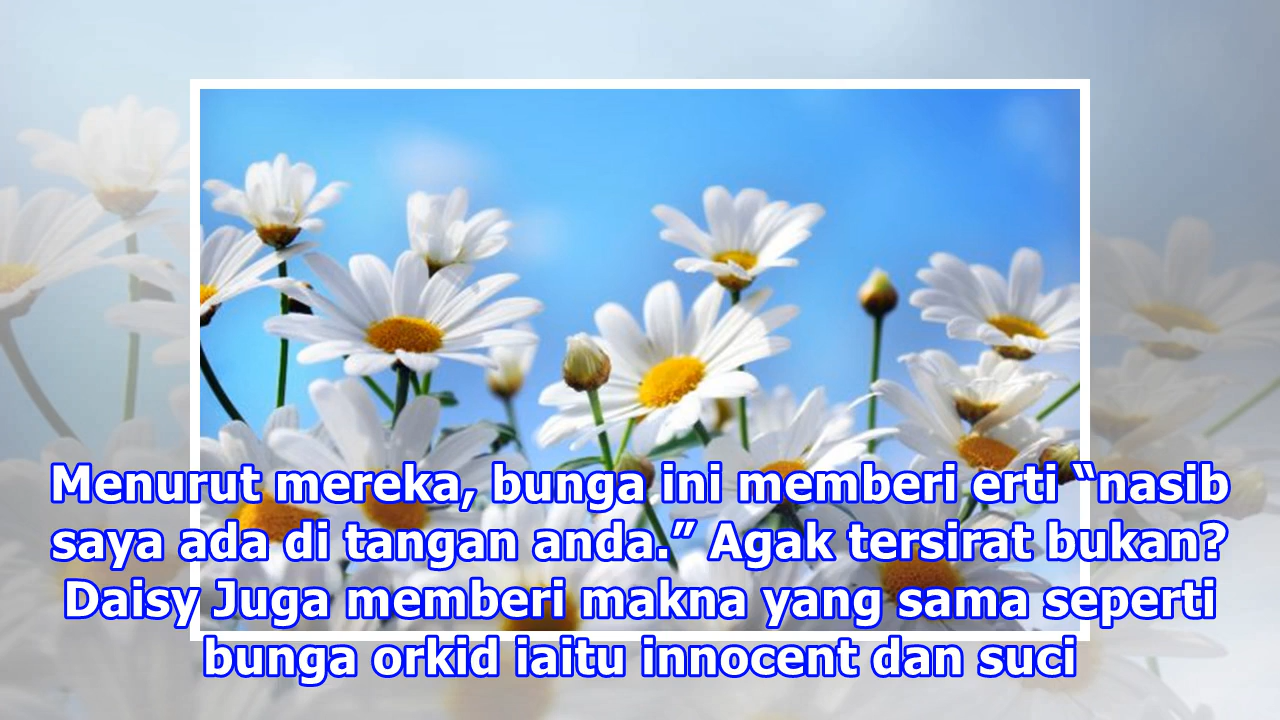 Menurut mereka, bunga ini memberi erti “nasib
saya ada di tangan anda.” Agak tersirat bukan?
Daisy Juga memberi makna yang sama seperti
bunga orkid iaitu innocent dan suci